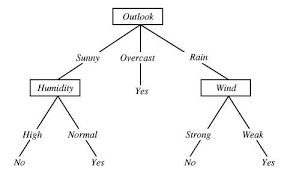 Outlook
Sunny Overcast Rain
Humidity Yes Wind
High Normal Strong Weak
No Yes No Yes